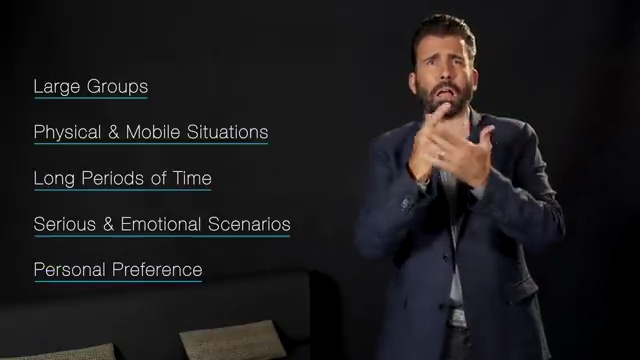 Large Groups
Physical & Mobile Situations
Long Periods of Time
Serious & Emotional Scenarios
Personal Preference